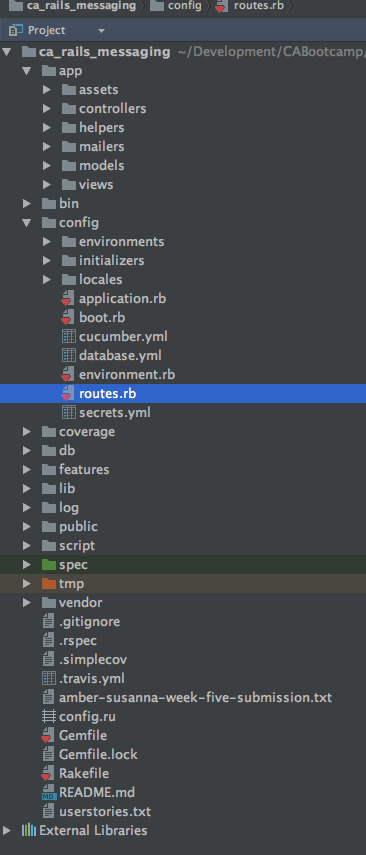 ca_rails_messaging config routes.rb
Project
ca_rails_messaging ~/Development/CABootcamp/
app
assets
controllers
helpers
mailers
models
views
bin
config
environments
initializers
locales
application.rb
boot.rb
cucumber.yml
database.yml
environment.rb
routes.rb
secrets.yml
coverage
db
features
lib
log
public
script
spec
tmp
vendor
.gitignore
.rspec
.simplecov
.travis.yml
amber-susanna-week-five-submission.txt
config.ru
Gemfile
Gemfile.lock
Rakefile
MD README.md
userstories.txt
External Libraries